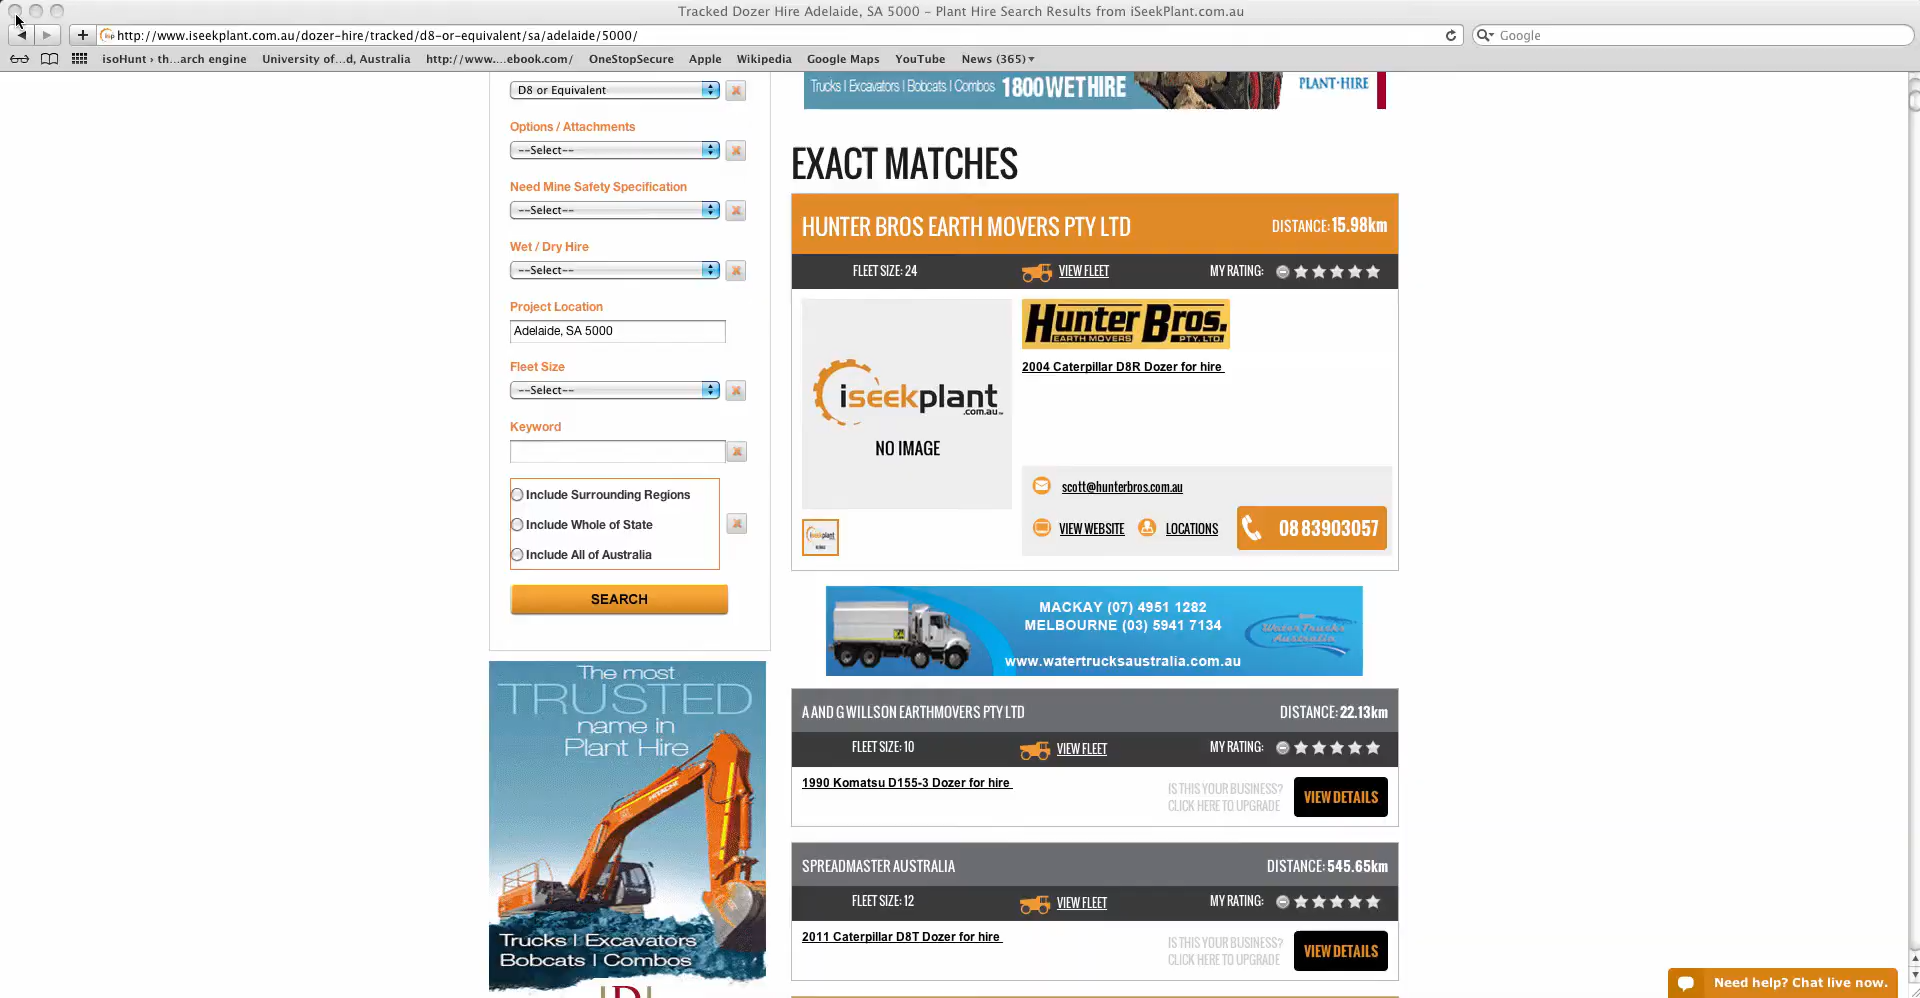 Tracked Dozer Hire Adelaide, SA 5000 – Plant Hire Search Results from iSeekPlant.com.au
http://www.iseekplant.com.au/dozer-hire/tracked/d8-or-equivalent/sa/adelaide/5000/
Google
isoHunt › th...arch engine University of...d, Australia http://www....ebook.com/ OneStopSecure Apple Wikipedia Google Maps YouTube News (365)
D8 or Equivalent
Options / Attachments
--Select--
Need Mine Safety Specification
--Select--
Wet / Dry Hire
--Select--
Project Location
Adelaide, SA 5000
Fleet Size
--Select--
Keyword
Include Surrounding Regions
Include Whole of State
Include All of Australia
SEARCH
The most
TRUSTED
name in
Plant Hire
HITACHI
Trucks | Excavators
Bobcats | Combos
Trucks | Excavators | Bobcats | Combos 1800 WET HIRE
PLANT·HIRE
EXACT MATCHES
HUNTER BROS EARTH MOVERS PTY LTD DISTANCE: 15.98km
FLEET SIZE: 24 VIEW FLEET MY RATING:
iseekplant
.com.au
NO IMAGE
Hunter Bros.
EARTH MOVERS PTY. LTD.
2004 Caterpillar D8R Dozer for hire
scott@hunterbros.com.au
VIEW WEBSITE LOCATIONS 08 83903057
MACKAY (07) 4951 1282
MELBOURNE (03) 5941 7134
Water Trucks
Australia
www.watertrucksaustralia.com.au
A AND G WILLSON EARTHMOVERS PTY LTD DISTANCE: 22.13km
FLEET SIZE: 10 VIEW FLEET MY RATING:
1990 Komatsu D155-3 Dozer for hire
IS THIS YOUR BUSINESS?
CLICK HERE TO UPGRADE
VIEW DETAILS
SPREADMASTER AUSTRALIA DISTANCE: 545.65km
FLEET SIZE: 12 VIEW FLEET MY RATING:
2011 Caterpillar D8T Dozer for hire
IS THIS YOUR BUSINESS?
CLICK HERE TO UPGRADE
VIEW DETAILS
Need help? Chat live now.